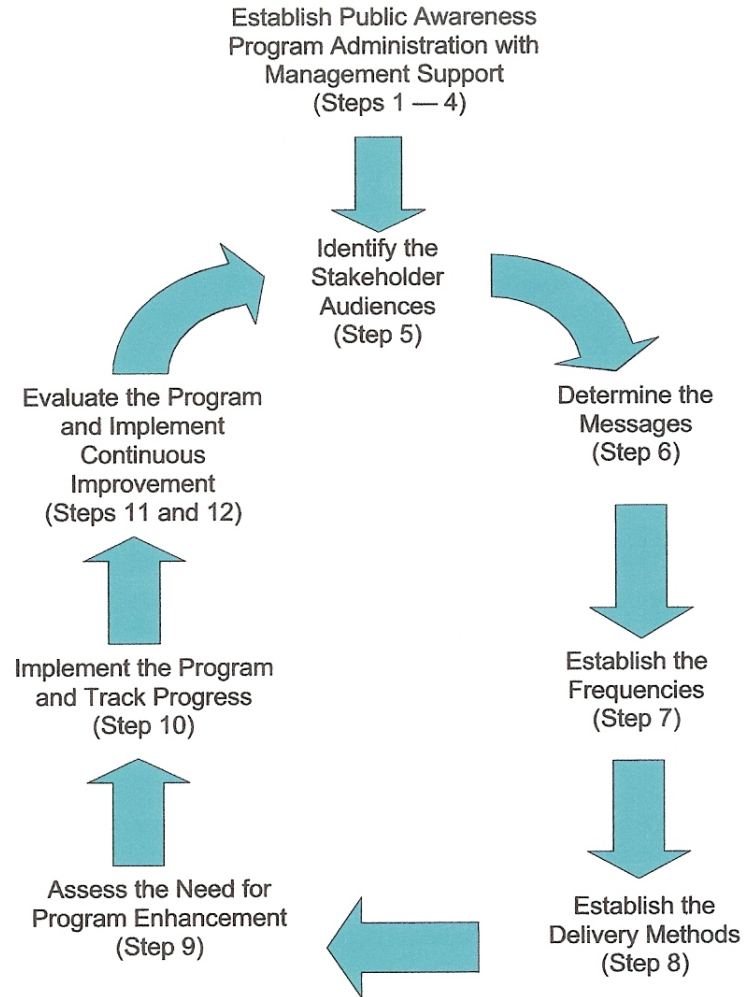 Establish Public Awareness
Program Administration with
Management Support
(Steps 1 — 4)
Identify the
Stakeholder
Audiences
(Step 5)
Determine the
Messages
(Step 6)
Establish the
Frequencies
(Step 7)
Establish the
Delivery Methods
(Step 8)
Assess the Need for
Program Enhancement
(Step 9)
Implement the Program
and Track Progress
(Step 10)
Evaluate the Program
and Implement
Continuous
Improvement
(Steps 11 and 12)